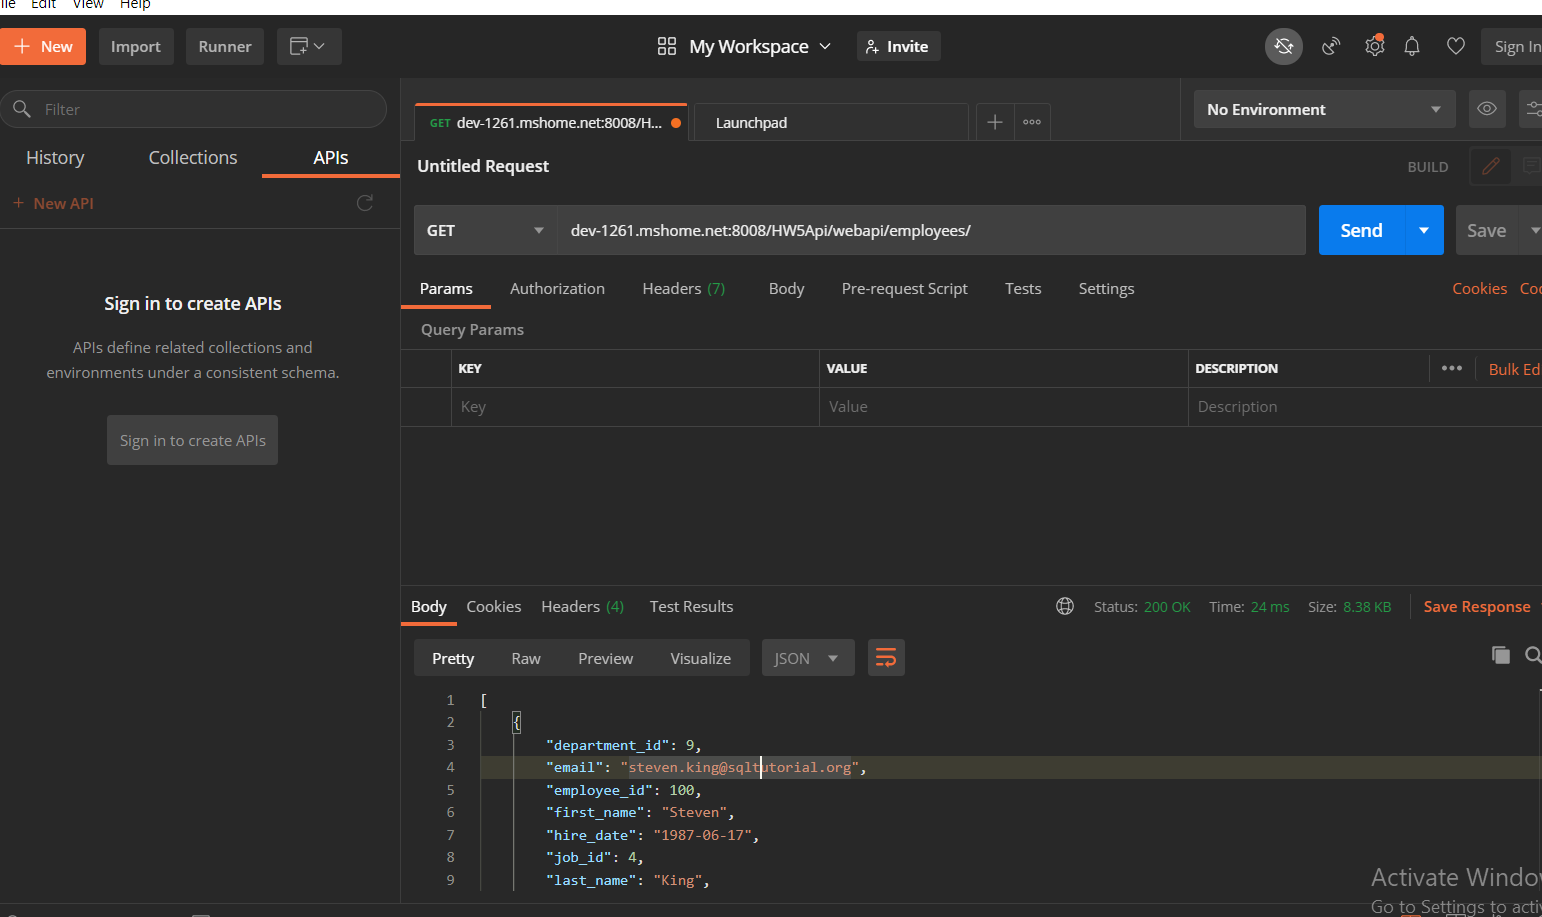 ile Edit View Help
New Import Runner My Workspace Invite Sign In
Filter
GET dev-1261.mshome.net:8008/H... Launchpad No Environment
History Collections APIs
Untitled Request BUILD
+ New API
GET dev-1261.mshome.net:8008/HW5Api/webapi/employees/ Send Save
Params Authorization Headers (7) Body Pre-request Script Tests Settings Cookies Coo
Sign in to create APIs
APIs define related collections and
environments under a consistent schema.
Sign in to create APIs
Query Params
KEY VALUE DESCRIPTION Bulk Ed
Key Value Description
Body Cookies Headers (4) Test Results Status: 200 OK Time: 24 ms Size: 8.38 KB Save Response
Pretty Raw Preview Visualize JSON
1 [
2 {
3 "department_id": 9,
4 "email": "steven.king@sqltutorial.org",
5 "employee_id": 100,
6 "first_name": "Steven",
7 "hire_date": "1987-06-17",
8 "job_id": 4,
9 "last_name": "King",
Activate Windo
Go to Settings to acti